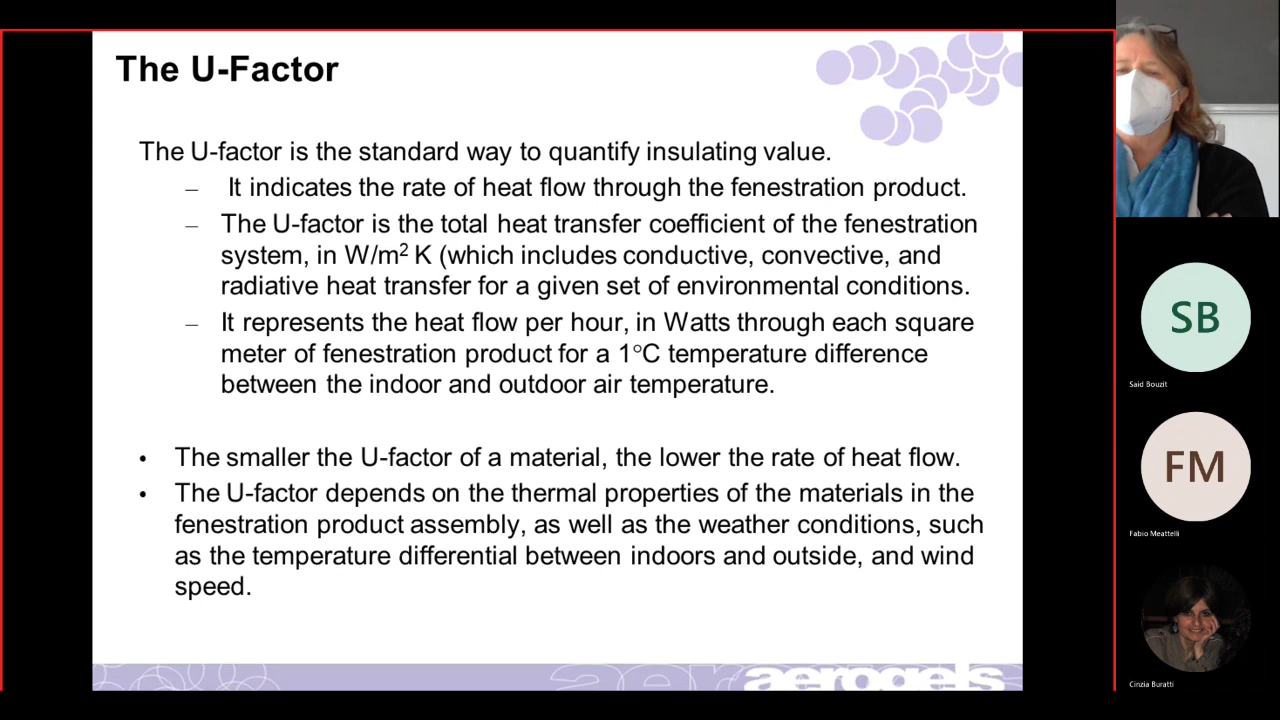 The U-Factor
The U-factor is the standard way to quantify insulating value.
– It indicates the rate of heat flow through the fenestration product.
– The U-factor is the total heat transfer coefficient of the fenestration
system, in W/m² K (which includes conductive, convective, and
radiative heat transfer for a given set of environmental conditions.
– It represents the heat flow per hour, in Watts through each square
meter of fenestration product for a 1°C temperature difference
between the indoor and outdoor air temperature.
• The smaller the U-factor of a material, the lower the rate of heat flow.
• The U-factor depends on the thermal properties of the materials in the
fenestration product assembly, as well as the weather conditions, such
as the temperature differential between indoors and outside, and wind
speed.
aerogels
SB
Said Bouzit
FM
Fabio Meattelli
Cinzia Buratti